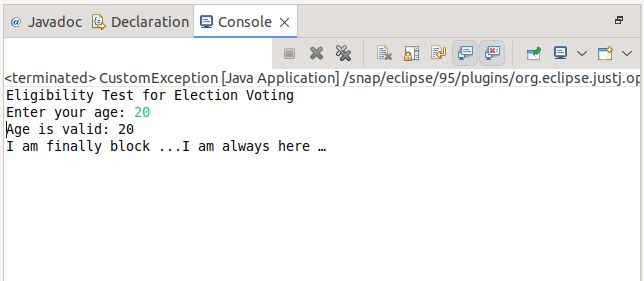 @ Javadoc Declaration Console
<terminated> CustomException [Java Application] /snap/eclipse/95/plugins/org.eclipse.justj.op
Eligibility Test for Election Voting
Enter your age: 20
Age is valid: 20
I am finally block ...I am always here …